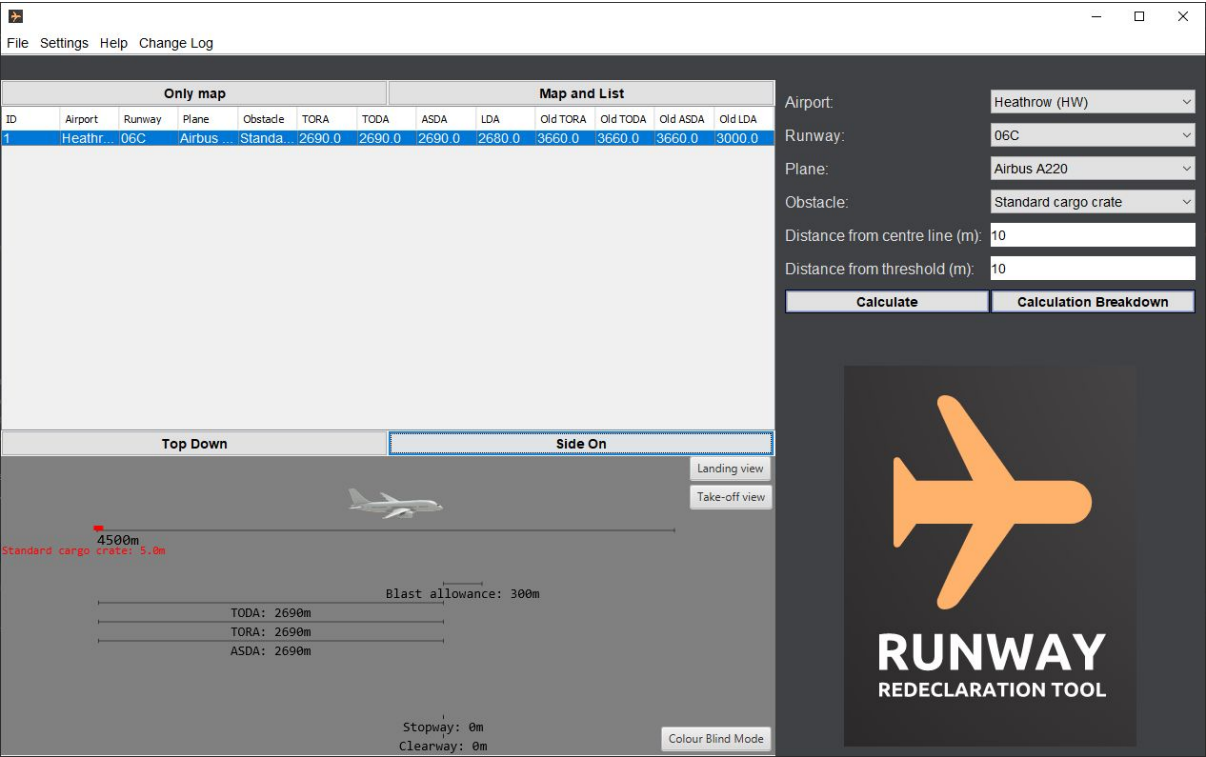 File Settings Help Change Log
Only map Map and List
ID Airport Runway Plane Obstacle TORA TODA ASDA LDA Old TORA Old TODA Old ASDA Old LDA
1 Heathr... 06C Airbus ... Standa... 2690.0 2690.0 2690.0 2680.0 3660.0 3660.0 3660.0 3000.0
Top Down Side On
Landing view
Take-off view
4500m
Standard cargo crate: 5.0m
Blast allowance: 300m
TODA: 2690m
TORA: 2690m
ASDA: 2690m
Stopway: 0m
Clearway: 0m
Colour Blind Mode
Airport: Heathrow (HW)
Runway: 06C
Plane: Airbus A220
Obstacle: Standard cargo crate
Distance from centre line (m): 10
Distance from threshold (m): 10
Calculate Calculation Breakdown
RUNWAY
REDECLARATION TOOL